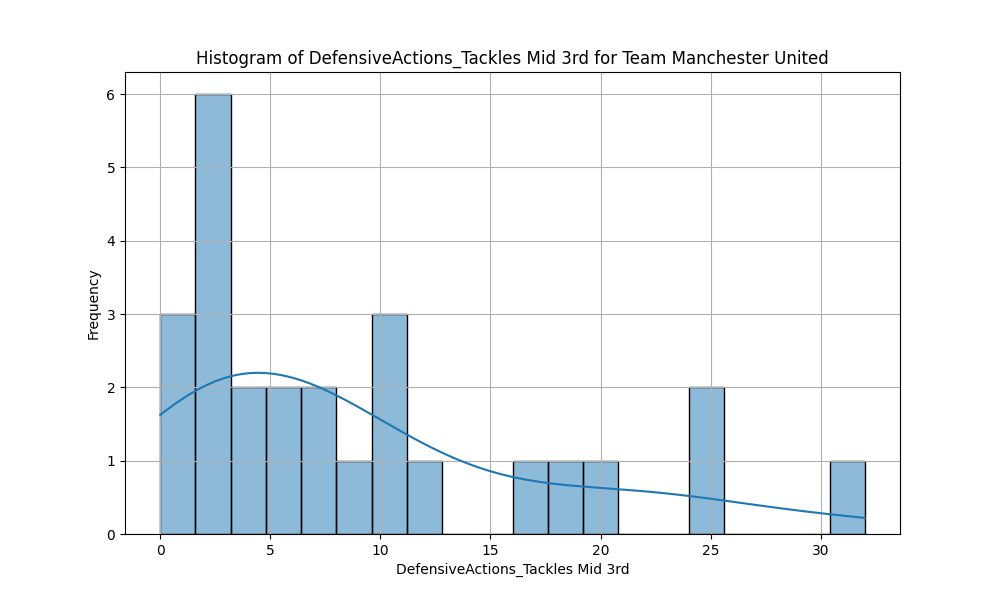 Histogram of DefensiveActions_Tackles Mid 3rd for Team Manchester United
6
5
4
3
2
1
0
Frequency
0 5 10 15 20 25 30
DefensiveActions_Tackles Mid 3rd